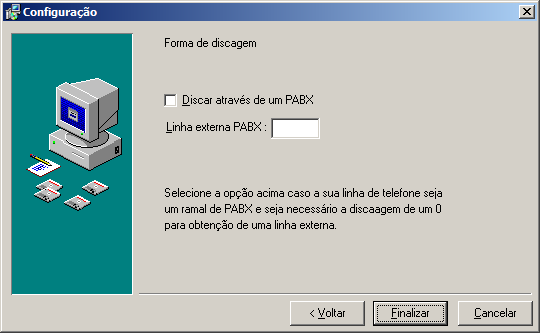 Configuração
Forma de discagem
Discar através de um PABX
Linha externa PABX :
Selecione a opção acima caso a sua linha de telefone seja
um ramal de PABX e seja necessário a discaagem de um 0
para obtenção de uma linha externa.
< Voltar
Finalizar
Cancelar